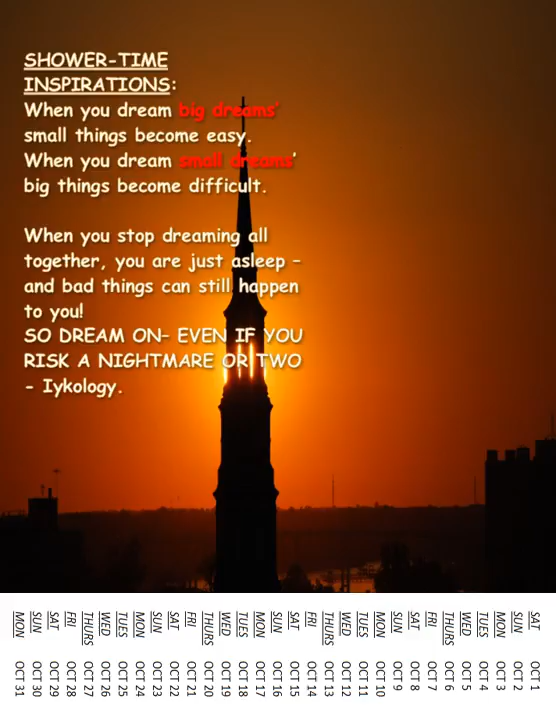 SHOWER-TIME
INSPIRATIONS:
When you dream big dreams'
small things become easy.
When you dream small dreams'
big things become difficult.
When you stop dreaming all
together, you are just asleep –
and bad things can still happen
to you!
SO DREAM ON- EVEN IF YOU
RISK A NIGHTMARE OR TWO
- Iykology.
SAT OCT 1
SUN OCT 2
MON OCT 3
TUES OCT 4
WED OCT 5
THURS OCT 6
FRI OCT 7
SAT OCT 8
SUN OCT 9
MON OCT 10
TUES OCT 11
WED OCT 12
THURS OCT 13
FRI OCT 14
SAT OCT 15
SUN OCT 16
MON OCT 17
TUES OCT 18
WED OCT 19
THURS OCT 20
FRI OCT 21
SAT OCT 22
SUN OCT 23
MON OCT 24
TUES OCT 25
WED OCT 26
THURS OCT 27
FRI OCT 28
SAT OCT 29
SUN OCT 30
MON OCT 31